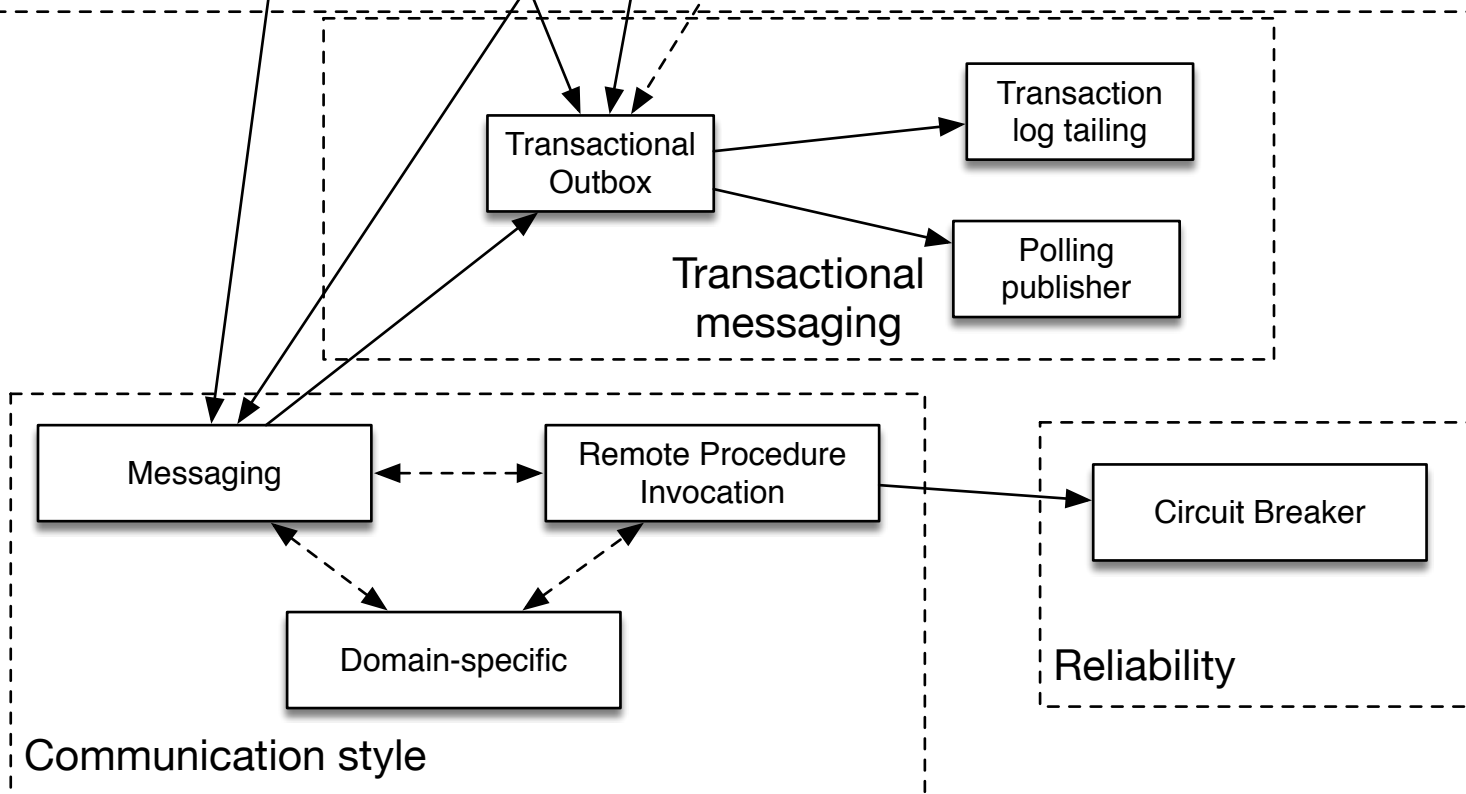 Transaction
log tailing
Transactional
Outbox
Polling
publisher
Transactional
messaging
Messaging
Remote Procedure
Invocation
Circuit Breaker
Domain-specific
Reliability
Communication style